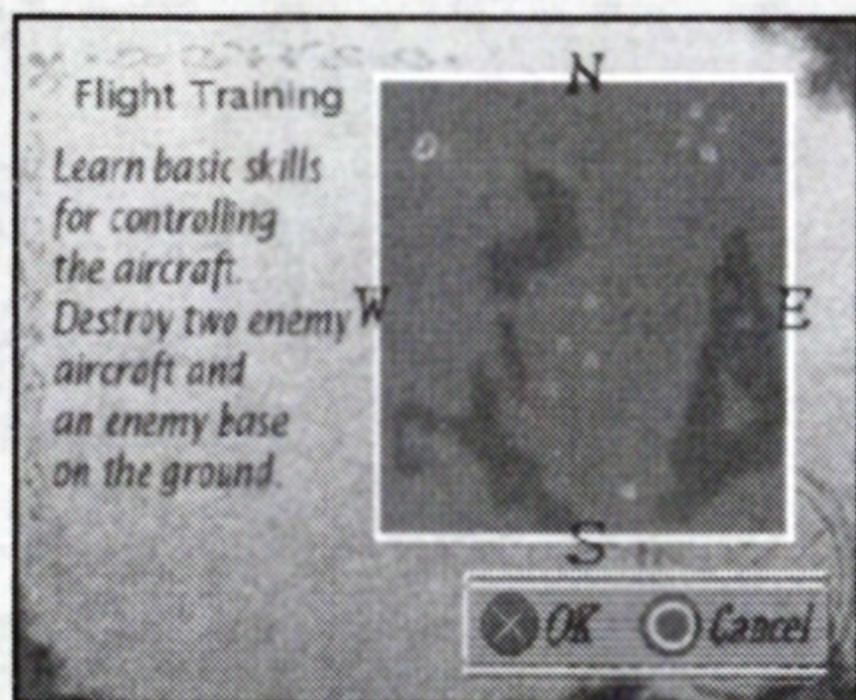 Flight Training
Learn basic skills
for controlling
the aircraft.
Destroy two enemy
aircraft and
an enemy base
on the ground.
N
W
E
S
OK
Cancel